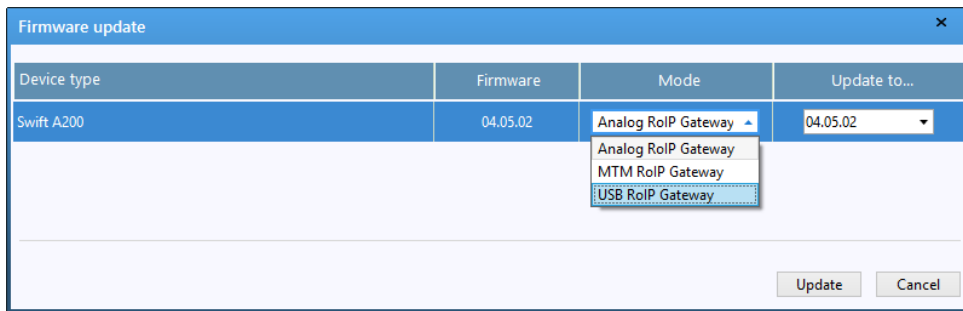 Firmware update
Device type Firmware Mode Update to...
Swift A200 04.05.02 Analog RoIP Gateway 04.05.02
Analog RoIP Gateway
MTM RoIP Gateway
USB RoIP Gateway
Update Cancel